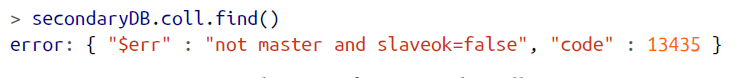 > secondaryDB.coll.find()
error: { "$err" : "not master and slaveok=false", "code" : 13435 }